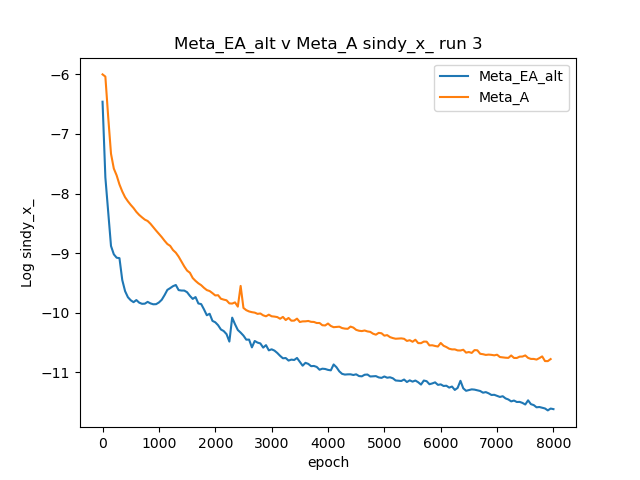 Meta_EA_alt v Meta_A sindy_x_ run 3
Meta_EA_alt
Meta_A
Log sindy_x_
−6
−7
−8
−9
−10
−11
0 1000 2000 3000 4000 5000 6000 7000 8000
epoch